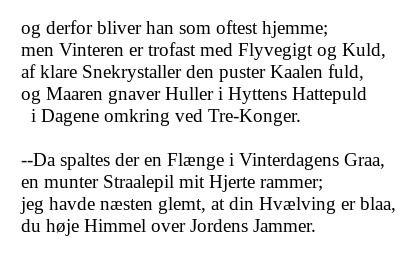 og derfor bliver han som oftest hjemme;
men Vinteren er trofast med Flyvegigt og Kuld,
af klare Snekrystaller den puster Kaalen fuld,
og Maaren gnaver Huller i Hyttens Hattepuld
i Dagene omkring ved Tre-Konger.

--Da spaltes der en Flænge i Vinterdagens Graa,
en munter Straalepil mit Hjerte rammer;
jeg havde næsten glemt, at din Hvælving er blaa,
du høje Himmel over Jordens Jammer.